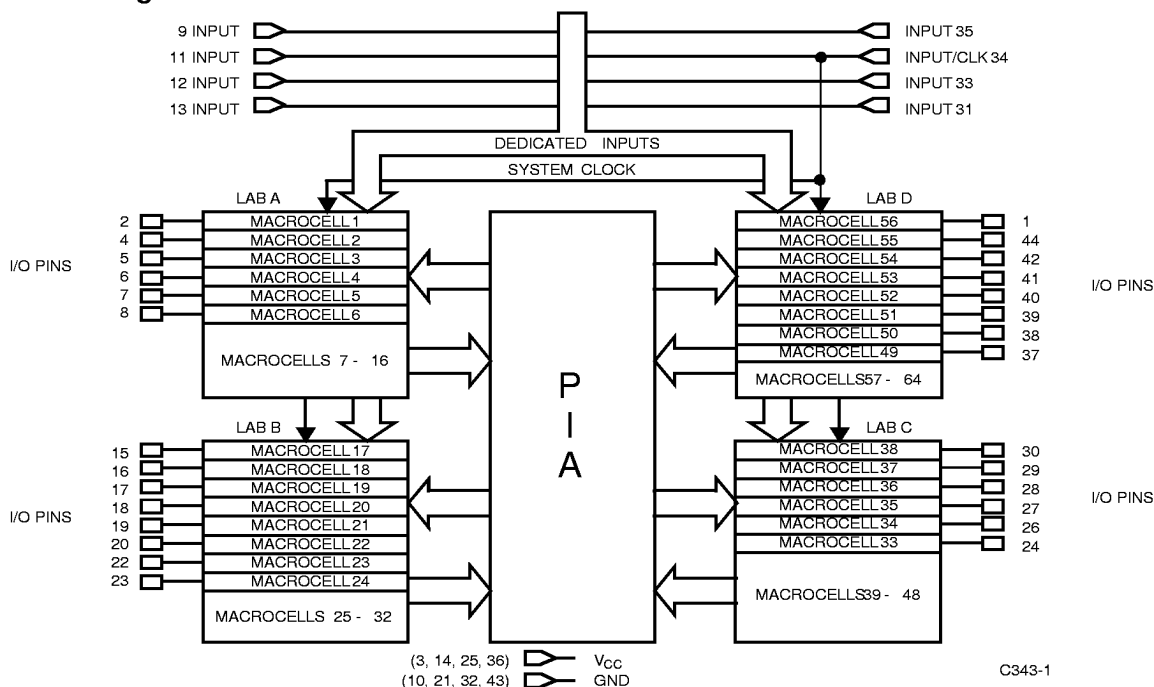 9 INPUT INPUT 35
11 INPUT INPUT/CLK 34
12 INPUT INPUT 33
13 INPUT INPUT 31
DEDICATED INPUTS
SYSTEM CLOCK
LAB A LAB D
2 MACROCELL 1 MACROCELL 56 1
4 MACROCELL 2 MACROCELL 55 44
5 MACROCELL 3 MACROCELL 54 42
I/O PINS
6 MACROCELL 4 MACROCELL 53 41
I/O PINS
7 MACROCELL 5 MACROCELL 52 40
8 MACROCELL 6 MACROCELL 51 39
MACROCELL 50 38
MACROCELL 49 37
MACROCELLS 7 - 16
MACROCELLS 57 - 64
P
I
A
LAB B LAB C
15 MACROCELL 17 MACROCELL 38 30
16 MACROCELL 18 MACROCELL 37 29
17 MACROCELL 19 MACROCELL 36 28
I/O PINS
18 MACROCELL 20 MACROCELL 35 27
I/O PINS
19 MACROCELL 21 MACROCELL 34 26
20 MACROCELL 22 MACROCELL 33 24
22 MACROCELL 23
23 MACROCELL 24
MACROCELLS 39 - 48
MACROCELLS 25 - 32
(3, 14, 25, 36) VCC
(10, 21, 32, 43) GND
C343-1